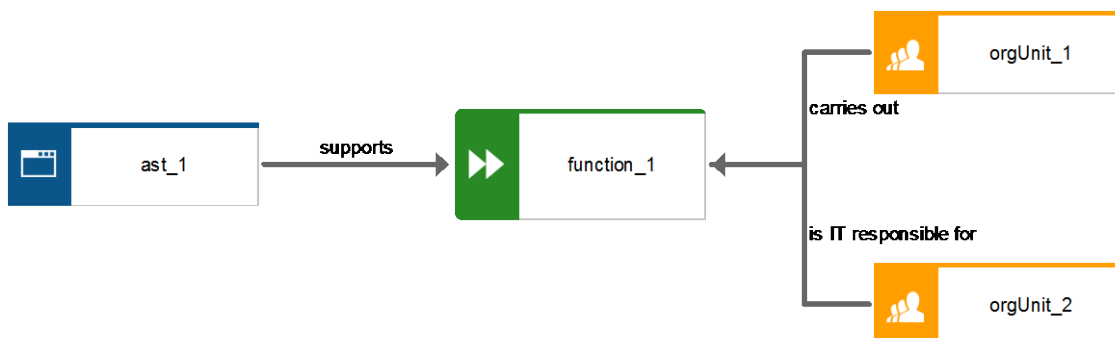 orgUnit_1
carries out
supports
ast_1
function_1
is IT responsible for
orgUnit_2